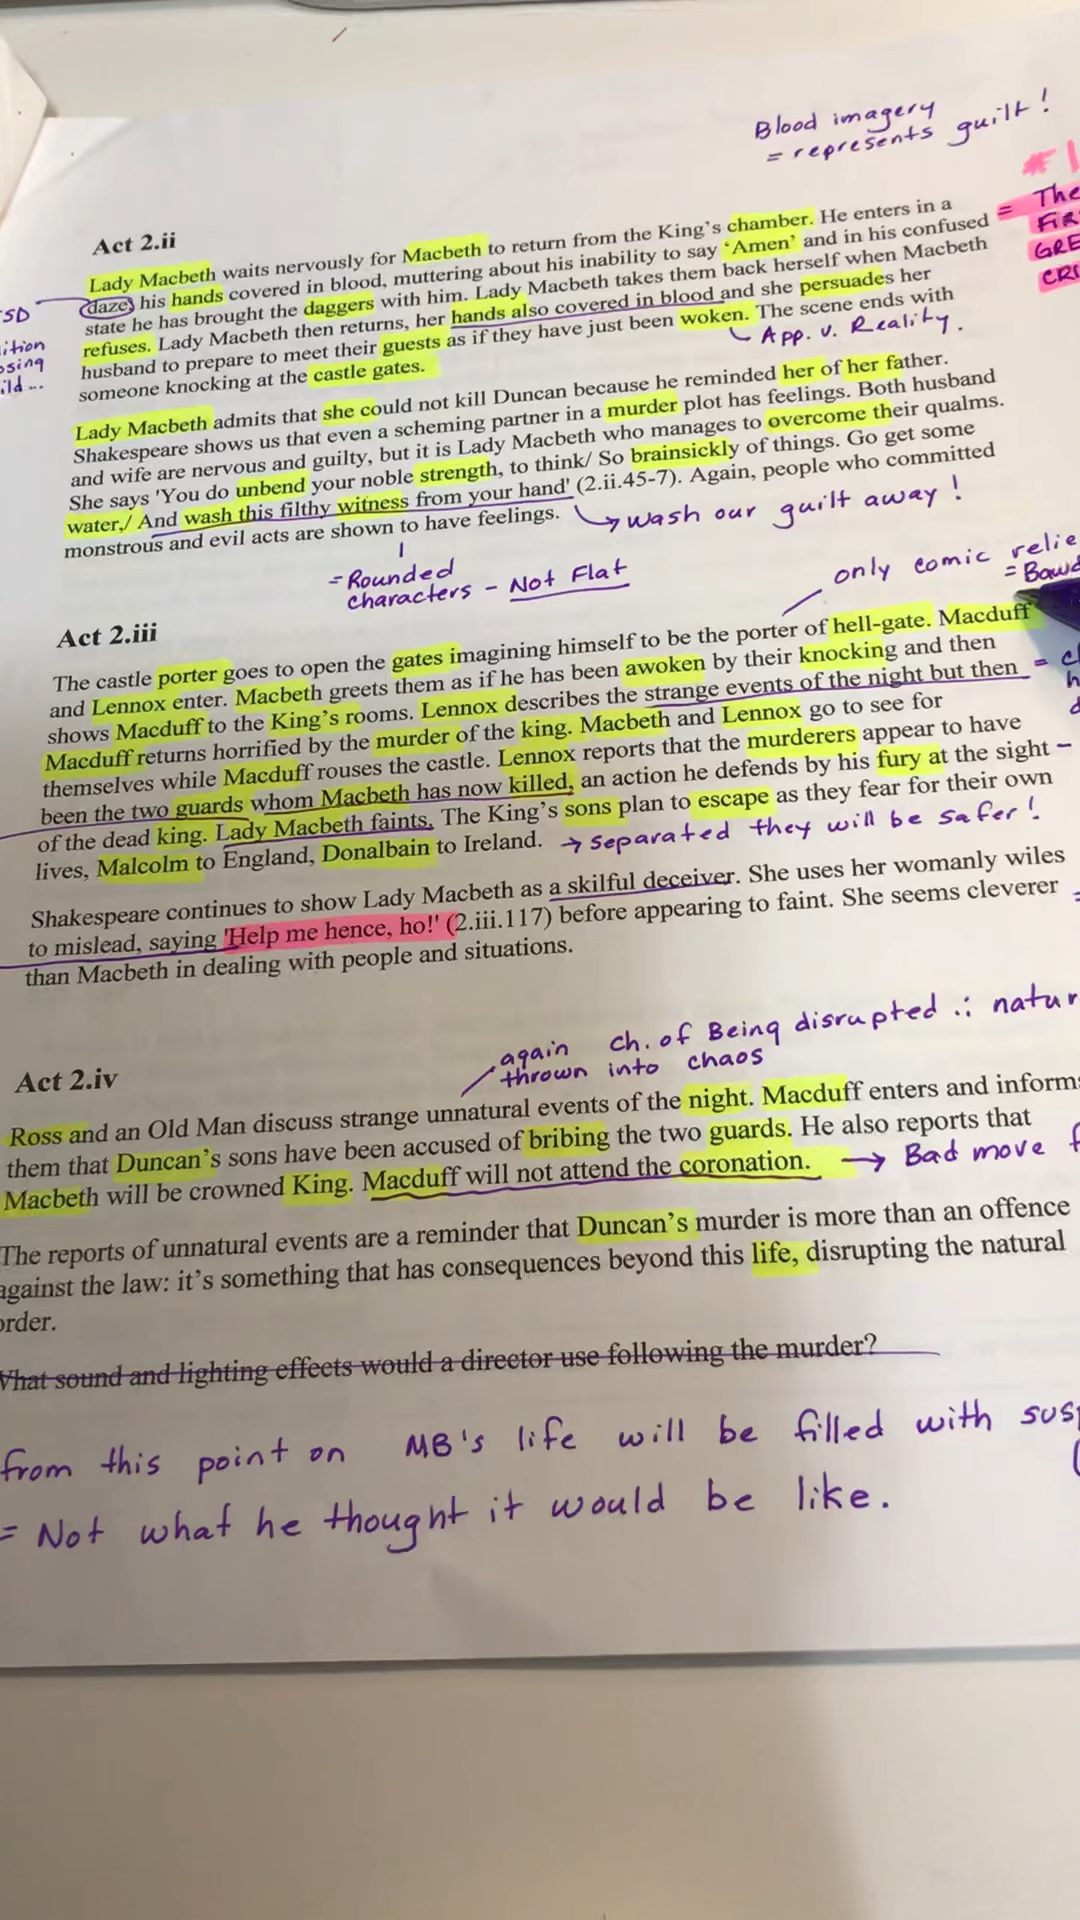 Blood imagery
= represents guilt!
#1
Act 2.ii
= The
Lady Macbeth waits nervously for Macbeth to return from the King's chamber. He enters in a
daze, his hands covered in blood, muttering about his inability to say 'Amen' and in his confused
state he has brought the daggers with him. Lady Macbeth takes them back herself when Macbeth
refuses. Lady Macbeth then returns, her hands also covered in blood and she persuades her
husband to prepare to meet their guests as if they have just been woken. The scene ends with
someone knocking at the castle gates.
App. v. Reality.
Lady Macbeth admits that she could not kill Duncan because he reminded her of her father.
Shakespeare shows us that even a scheming partner in a murder plot has feelings. Both husband
and wife are nervous and guilty, but it is Lady Macbeth who manages to overcome their qualms.
She says 'You do unbend your noble strength, to think/ So brainsickly of things. Go get some
water,/ And wash this filthy witness from your hand' (2.ii.45-7). Again, people who committed
monstrous and evil acts are shown to have feelings.
→ wash our guilt away!
= Rounded
characters - Not Flat
only comic relie
= Bawd
Act 2.iii
The castle porter goes to open the gates imagining himself to be the porter of hell-gate. Macduff
and Lennox enter. Macbeth greets them as if he has been awoken by their knocking and then
shows Macduff to the King's rooms. Lennox describes the strange events of the night but then
Macduff returns horrified by the murder of the king. Macbeth and Lennox go to see for
themselves while Macduff rouses the castle. Lennox reports that the murderers appear to have
been the two guards whom Macbeth has now killed, an action he defends by his fury at the sight
of the dead king. Lady Macbeth faints. The King's sons plan to escape as they fear for their own
lives, Malcolm to England, Donalbain to Ireland.
→ separated they will be safer!
Shakespeare continues to show Lady Macbeth as a skilful deceiver. She uses her womanly wiles
to mislead, saying 'Help me hence, ho!' (2.iii.117) before appearing to faint. She seems cleverer
than Macbeth in dealing with people and situations.
again ch. of Being disrupted ∴ natur
thrown into chaos
Act 2.iv
Ross and an Old Man discuss strange unnatural events of the night. Macduff enters and informs
them that Duncan's sons have been accused of bribing the two guards. He also reports that
Macbeth will be crowned King. Macduff will not attend the coronation.
→ Bad move f
The reports of unnatural events are a reminder that Duncan's murder is more than an offence
against the law: it's something that has consequences beyond this life, disrupting the natural
order.
What sound and lighting effects would a director use following the murder?
from this point on MB's life will be filled with susp
= Not what he thought it would be like.